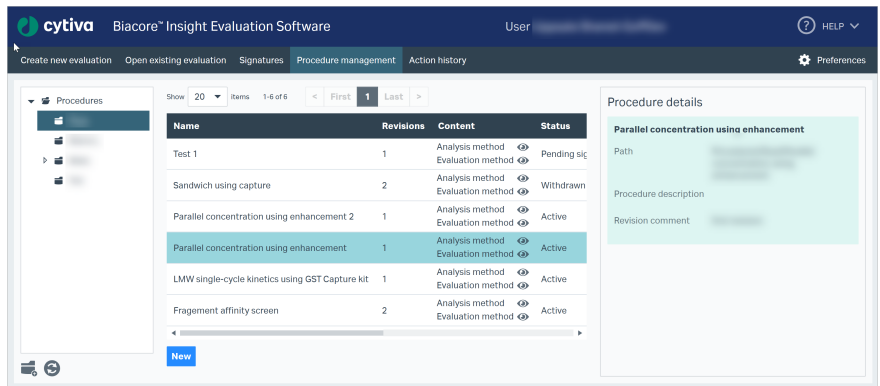 cytiva Biacore™ Insight Evaluation Software User HELP
Create new evaluation Open existing evaluation Signatures Procedure management Action history Preferences
Procedures
Show 20 items 1-6 of 6 < First 1 Last >
Name Revisions Content Status
Test 1 1 Analysis method Pending sig
Evaluation method
Sandwich using capture 2 Analysis method Withdrawn
Evaluation method
Parallel concentration using enhancement 2 1 Analysis method Active
Evaluation method
Parallel concentration using enhancement 1 Analysis method Active
Evaluation method
LMW single-cycle kinetics using GST Capture kit 1 Analysis method Active
Evaluation method
Fragement affinity screen 2 Analysis method Active
Evaluation method
New
Procedure details
Parallel concentration using enhancement
Path
Procedure description
Revision comment